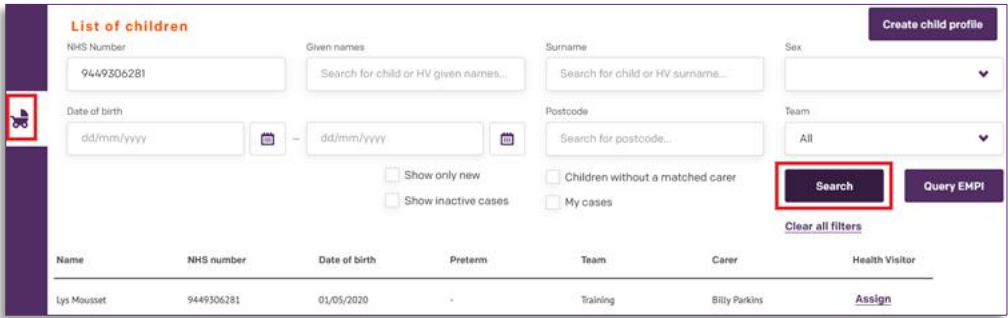 List of children
Create child profile
NHS Number Given names Surname Sex
9449306281 Search for child or HV given names... Search for child or HV surname...
Date of birth Postcode Team
dd/mm/yyyy – dd/mm/yyyy Search for postcode... All
Show only new Children without a matched carer Search Query EMPI
Show inactive cases My cases
Clear all filters
Name NHS number Date of birth Preterm Team Carer Health Visitor
Lys Mousset 9449306281 01/05/2020 - Training Billy Parkins Assign